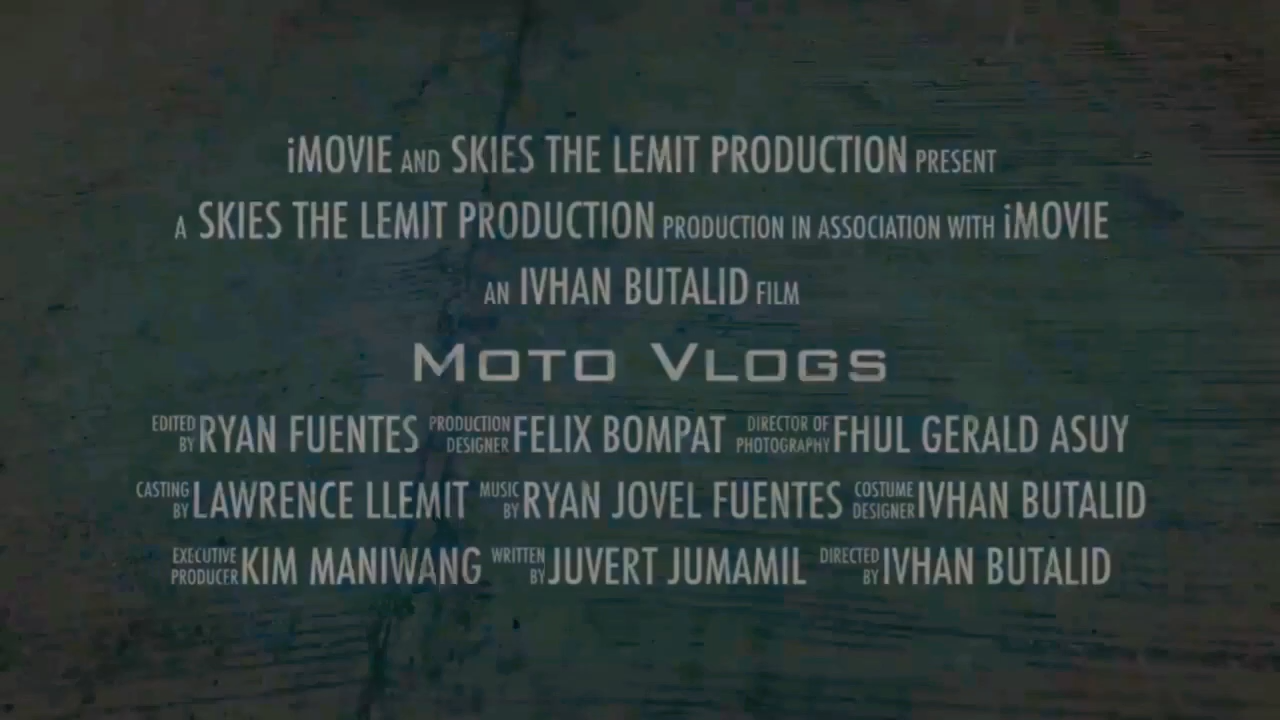 iMOVIE AND SKIES THE LEMIT PRODUCTION PRESENT
A SKIES THE LEMIT PRODUCTION PRODUCTION IN ASSOCIATION WITH iMOVIE
AN IVHAN BUTALID FILM
MOTO VLOGS
EDITED BY RYAN FUENTES PRODUCTION DESIGNER FELIX BOMPAT DIRECTOR OF PHOTOGRAPHY FHUL GERALD ASUY
CASTING BY LAWRENCE LLEMIT MUSIC BY RYAN JOVEL FUENTES COSTUME DESIGNER IVHAN BUTALID
EXECUTIVE PRODUCER KIM MANIWANG WRITTEN BY JUVERT JUMAMIL DIRECTED BY IVHAN BUTALID